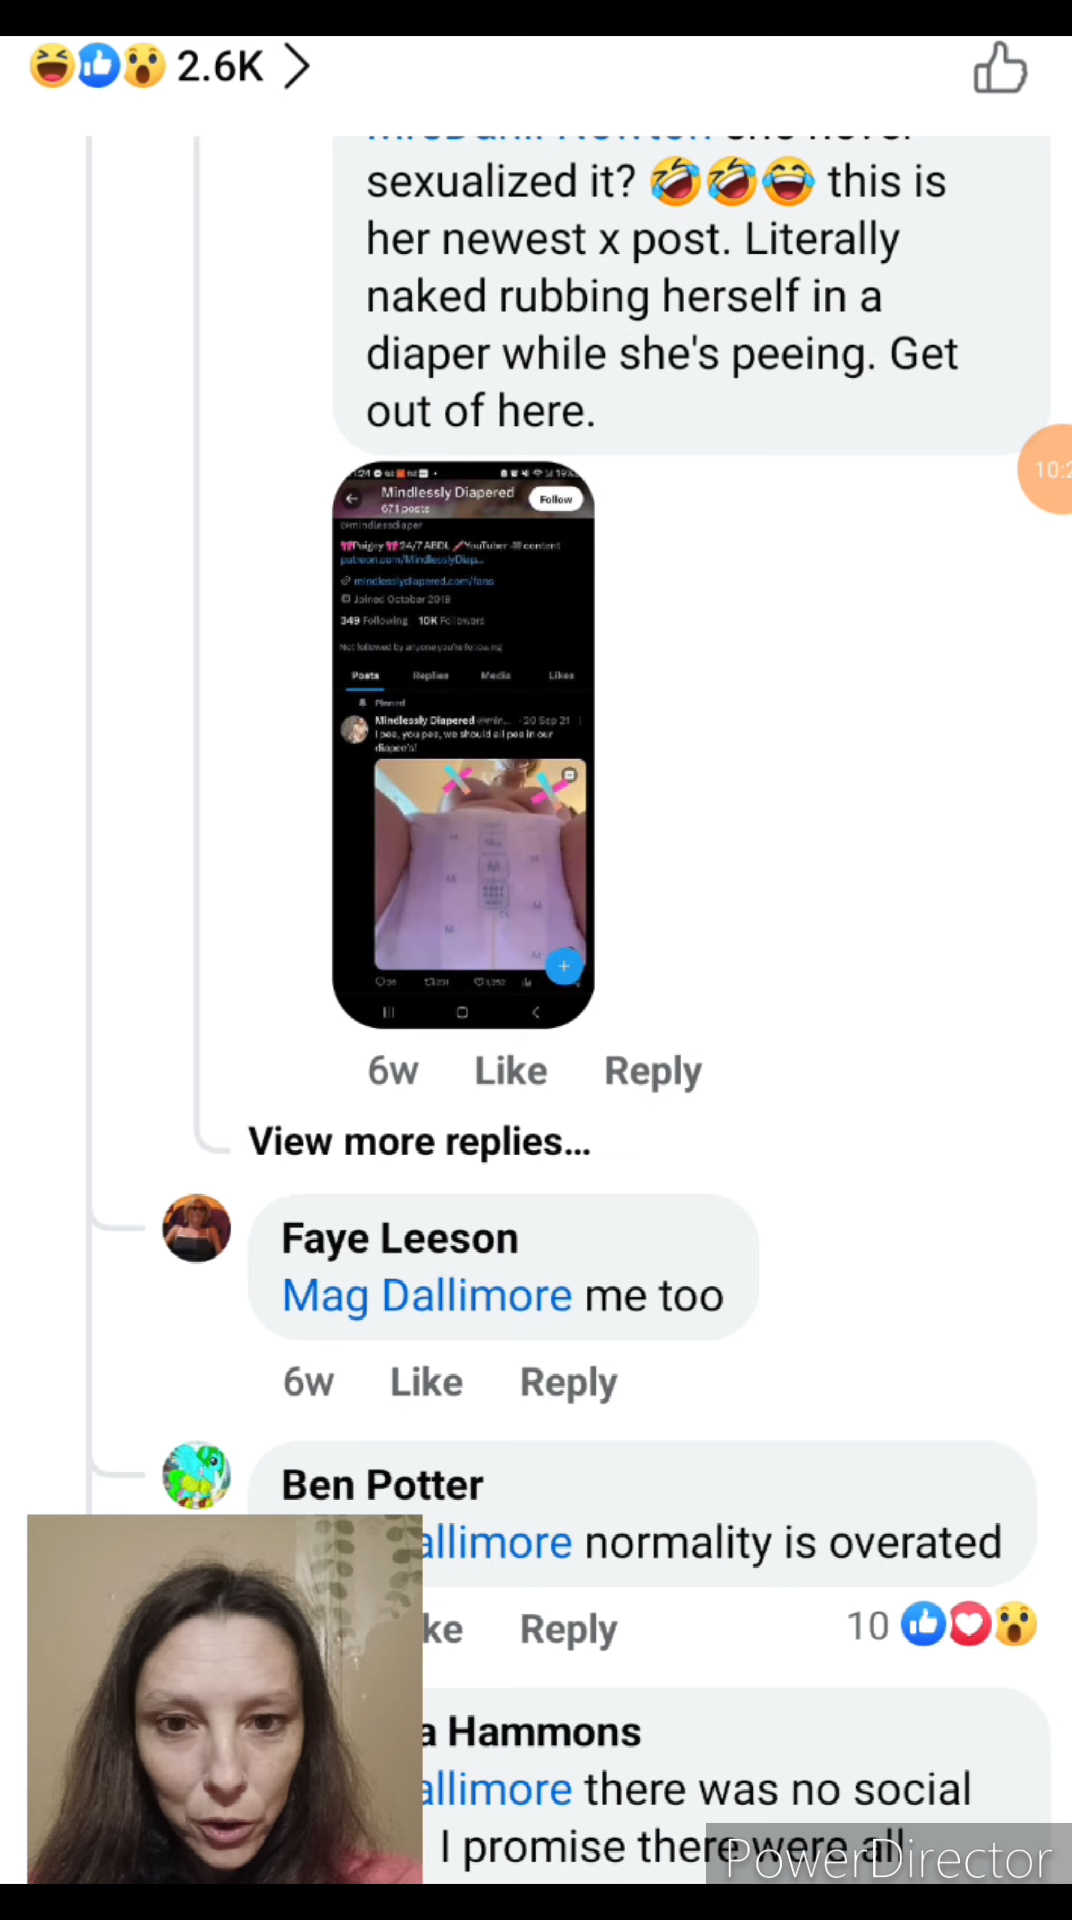 2.6K
sexualized it? 🤣🤣😂 this is
her newest x post. Literally
naked rubbing herself in a
diaper while she's peeing. Get
out of here.
10:2
Mindlessly Diapered
671 posts
Follow
@mindlessdiaper
24/7 ABDL
YouTuber
content
patreon.com/MindlesslyDiap...
mindlesslydiapered.com/fans
Joined October 2019
349 Following 10K Followers
Not followed by anyone you're following
Posts Replies Media Likes
Pinned
Mindlessly Diapered @min... · 20 Sep 21
I pee, you pee, we should all pee in our
diapee's!
6w Like Reply
View more replies...
Faye Leeson
Mag Dallimore me too
6w Like Reply
Ben Potter
allimore normality is overated
ke Reply 10
a Hammons
allimore there was no social
I promise there were all
PowerDirector